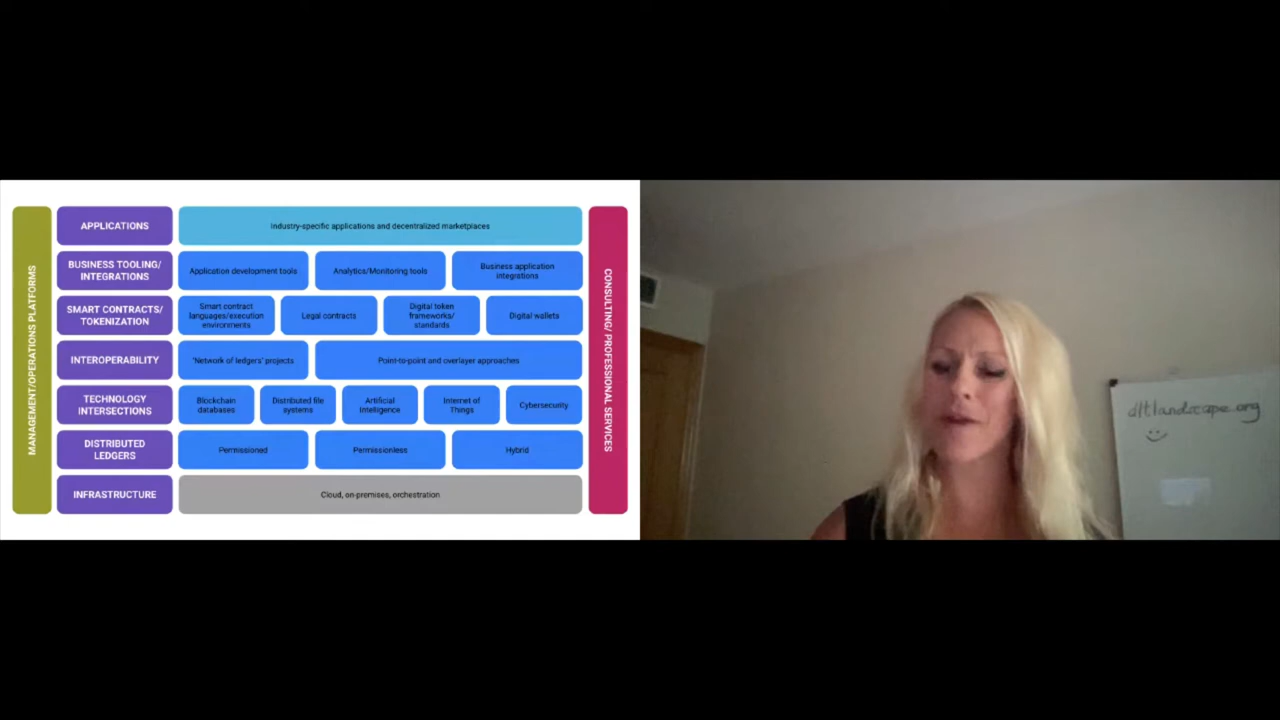 MANAGEMENT/OPERATIONS PLATFORMS
APPLICATIONS
Industry-specific applications and decentralized marketplaces
BUSINESS TOOLING/
INTEGRATIONS
Application development tools
Analytics/Monitoring tools
Business application
integrations
SMART CONTRACTS/
TOKENIZATION
Smart contract
languages/execution
environments
Legal contracts
Digital token
frameworks/
standards
Digital wallets
INTEROPERABILITY
'Network of ledgers' projects
Point-to-point and overlayer approaches
TECHNOLOGY
INTERSECTIONS
Blockchain
databases
Distributed file
systems
Artificial
Intelligence
Internet of
Things
Cybersecurity
DISTRIBUTED
LEDGERS
Permissioned
Permissionless
Hybrid
INFRASTRUCTURE
Cloud, on-premises, orchestration
CONSULTING/ PROFESSIONAL SERVICES
dltlandscape.org